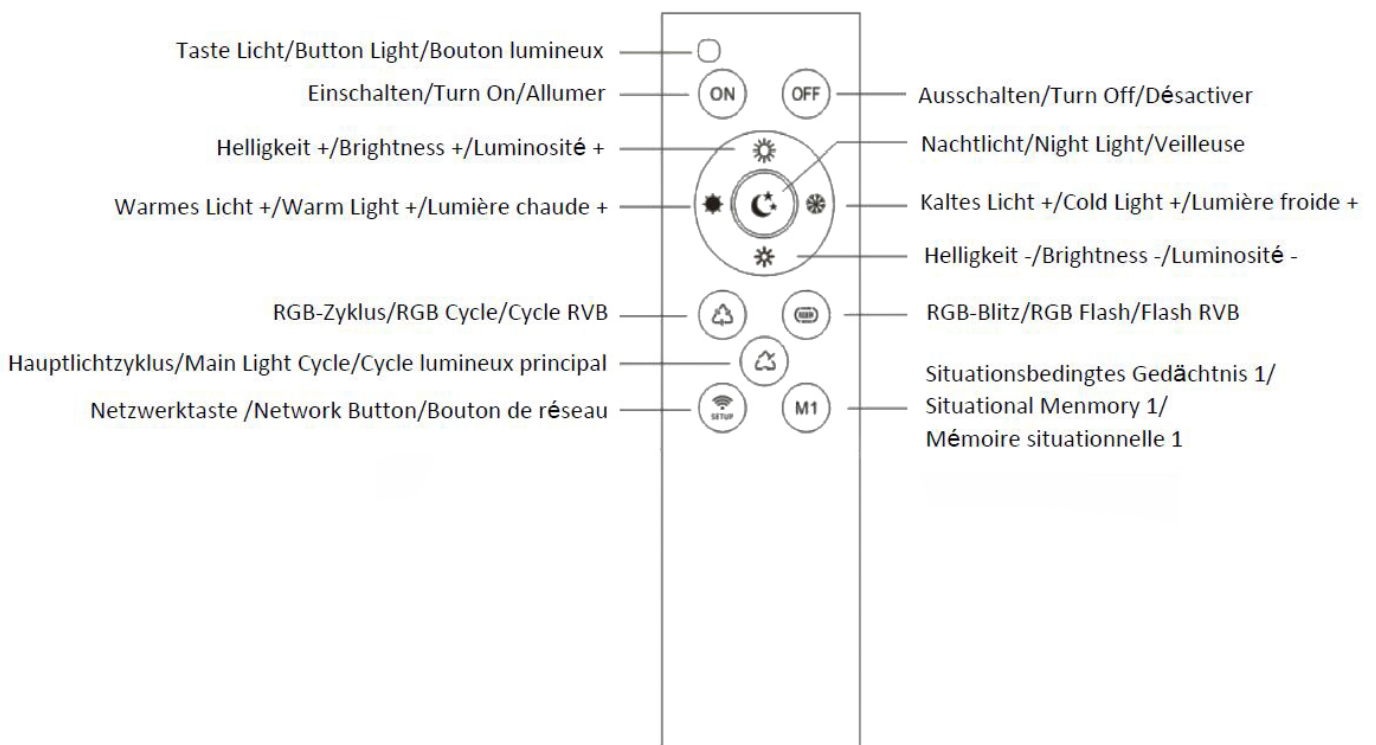 Taste Licht/Button Light/Bouton lumineux
Einschalten/Turn On/Allumer
ON
OFF
Ausschalten/Turn Off/Désactiver
Helligkeit +/Brightness +/Luminosité +
Nachtlicht/Night Light/Veilleuse
Warmes Licht +/Warm Light +/Lumière chaude +
Kaltes Licht +/Cold Light +/Lumière froide +
Helligkeit -/Brightness -/Luminosité -
RGB-Zyklus/RGB Cycle/Cycle RVB
RGB-Blitz/RGB Flash/Flash RVB
Hauptlichtzyklus/Main Light Cycle/Cycle lumineux principal
Netzwerktaste /Network Button/Bouton de réseau
SETUP
M1
Situationsbedingtes Gedächtnis 1/
Situational Menmory 1/
Mémoire situationnelle 1